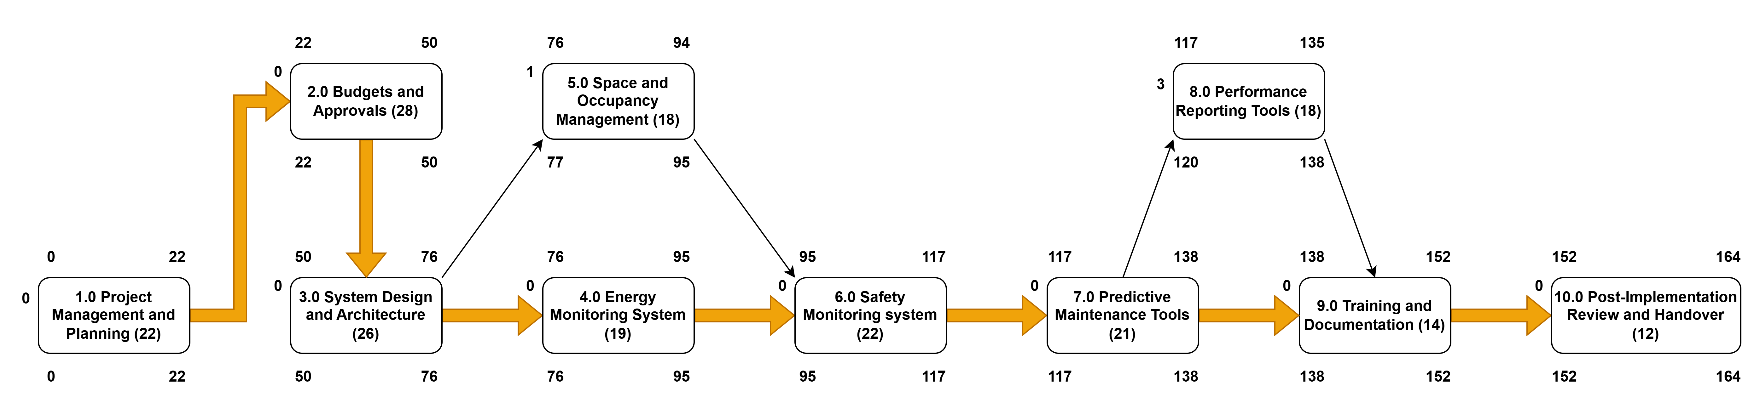 22 50
0
2.0 Budgets and
Approvals (28)
22 50
76 94
1
5.0 Space and
Occupancy
Management (18)
77 95
117 135
3
8.0 Performance
Reporting Tools (18)
120 138
0 22
0
1.0 Project
Management and
Planning (22)
0 22
50 76
0
3.0 System Design
and Architecture
(26)
50 76
76 95
0
4.0 Energy
Monitoring System
(19)
76 95
95 117
0
6.0 Safety
Monitoring system
(22)
95 117
117 138
0
7.0 Predictive
Maintenance Tools
(21)
117 138
138 152
0
9.0 Training and
Documentation (14)
138 152
152 164
0
10.0 Post-Implementation
Review and Handover
(12)
152 164